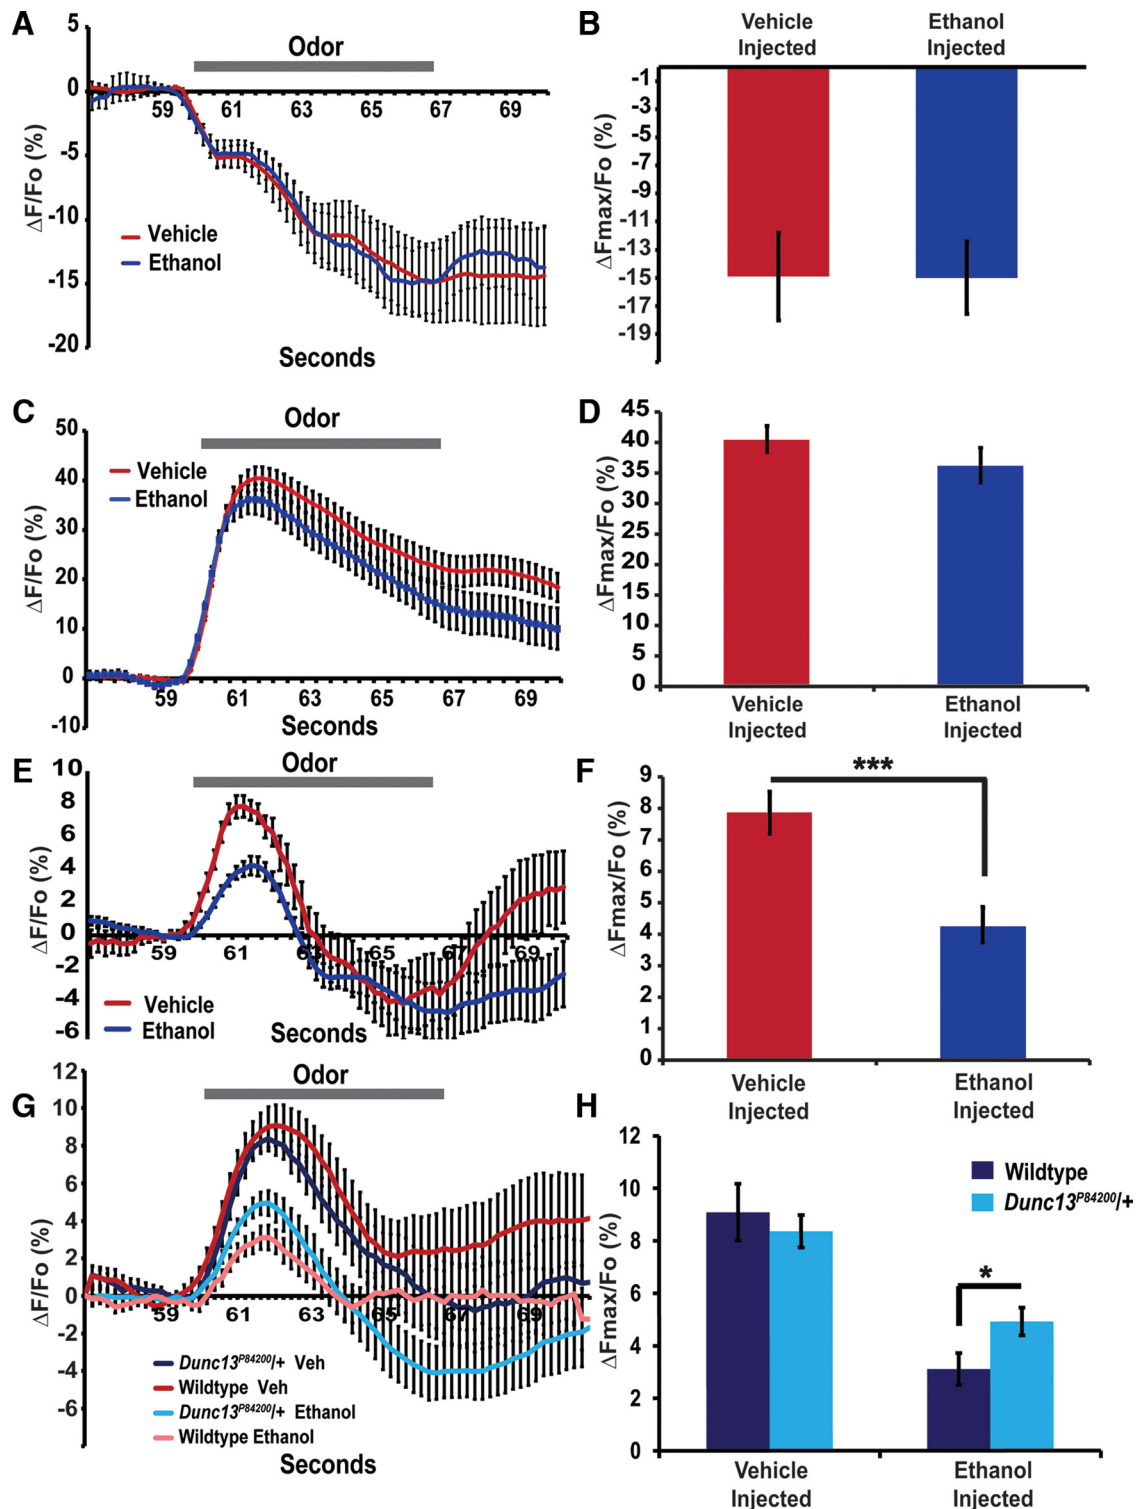 A
5
0
-5
-10
-15
-20
ΔF/Fo (%)
Odor
59 61 63 65 67 69
Vehicle
Ethanol
Seconds
B
Vehicle
Injected
Ethanol
Injected
-1
-3
-5
-7
-9
-11
-13
-15
-17
-19
ΔFmax/Fo (%)
C
50
40
30
20
10
0
-10
ΔF/Fo (%)
Odor
Vehicle
Ethanol
59 61 63 65 67 69
Seconds
D
45
40
35
30
25
20
15
10
5
0
ΔFmax/Fo (%)
Vehicle
Injected
Ethanol
Injected
E
10
8
6
4
2
0
-2
-4
-6
ΔF/Fo (%)
Odor
59 61 63 65 67 69
Vehicle
Ethanol
Seconds
F
9
8
7
6
5
4
3
2
1
0
ΔFmax/Fo (%)
***
Vehicle
Injected
Ethanol
Injected
G
12
10
8
6
4
2
0
-2
-4
-6
ΔF/Fo (%)
Odor
59 61 63 65 67 69
Dunc13P84200/+ Veh
Wildtype Veh
Dunc13P84200/+ Ethanol
Wildtype Ethanol
Seconds
H
12
10
8
6
4
2
0
ΔFmax/Fo (%)
Wildtype
Dunc13P84200/+
*
Vehicle
Injected
Ethanol
Injected